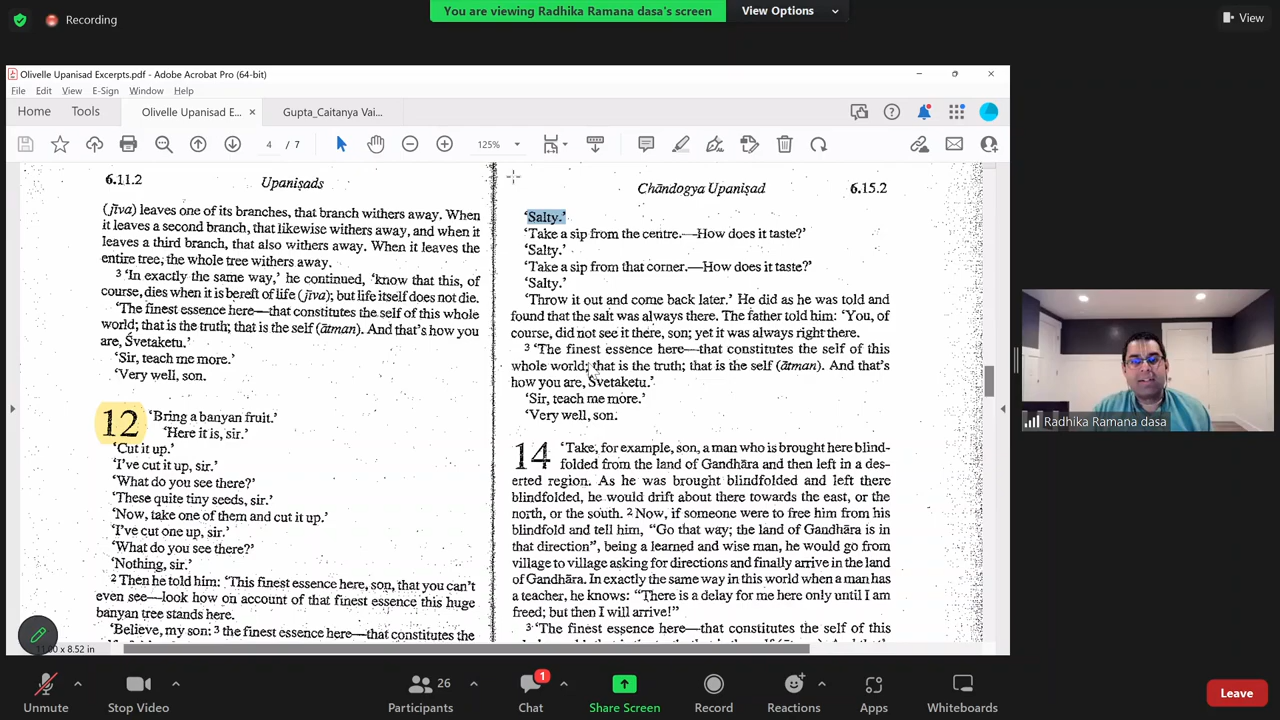 Recording
You are viewing Radhika Ramana dasa's screen
View Options
View
Olivelle Upanisad Excerpts.pdf - Adobe Acrobat Pro (64-bit)
File Edit View E-Sign Window Help
Home Tools Olivelle Upanisad E... × Gupta_Caitanya Vai...
4 / 7 125%
6.11.2 Upaniṣads
(jīva) leaves one of its branches, that branch withers away. When
it leaves a second branch, that likewise withers away, and when it
leaves a third branch, that also withers away. When it leaves the
entire tree, the whole tree withers away.
3 'In exactly the same way,' he continued, 'know that this, of
course, dies when it is bereft of life (jīva); but life itself does not die.
'The finest essence here—that constitutes the self of this whole
world; that is the truth; that is the self (ātman). And that's how you
are, Śvetaketu.'
'Sir, teach me more.'
'Very well, son.
12 'Bring a banyan fruit.'
'Here it is, sir.'
'Cut it up.'
'I've cut it up, sir.'
'What do you see there?'
'These quite tiny seeds, sir.'
'Now, take one of them and cut it up.'
'I've cut one up, sir.'
'What do you see there?'
'Nothing, sir.'
2 Then he told him: 'This finest essence here, son, that you can't
even see—look how on account of that finest essence this huge
banyan tree stands here.
'Believe, my son: 3 the finest essence here—that constitutes the
Chāndogya Upaniṣad 6.15.2
'Salty.'
'Take a sip from the centre.—How does it taste?'
'Salty.'
'Take a sip from that corner.—How does it taste?'
'Salty.'
'Throw it out and come back later.' He did as he was told and
found that the salt was always there. The father told him: 'You, of
course, did not see it there, son; yet it was always right there.
3 'The finest essence here—that constitutes the self of this
whole world; that is the truth; that is the self (ātman). And that's
how you are, Śvetaketu.'
'Sir, teach me more.'
'Very well, son.
14 'Take, for example, son, a man who is brought here blind-
folded from the land of Gandhāra and then left in a des-
erted region. As he was brought blindfolded and left there
blindfolded, he would drift about there towards the east, or the
north, or the south. 2 Now, if someone were to free him from his
blindfold and tell him, "Go that way; the land of Gandhāra is in
that direction", being a learned and wise man, he would go from
village to village asking for directions and finally arrive in the land
of Gandhāra. In exactly the same way in this world when a man has
a teacher, he knows: "There is a delay for me here only until I am
freed; but then I will arrive!"
3 'The finest essence here—that constitutes the self of this
Radhika Ramana dasa
Unmute
Stop Video
26
Participants
1
Chat
Share Screen
Record
Reactions
Apps
Whiteboards
Leave